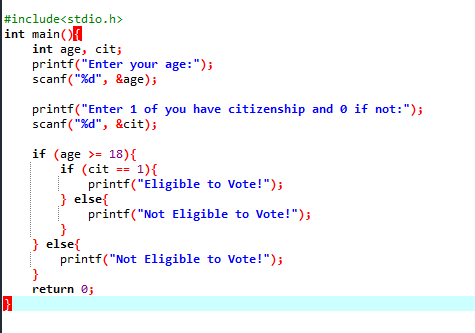 #include<stdio.h>
int main(){
    int age, cit;
    printf("Enter your age:");
    scanf("%d", &age);

    printf("Enter 1 of you have citizenship and 0 if not:");
    scanf("%d", &cit);

    if (age >= 18){
        if (cit == 1){
            printf("Eligible to Vote!");
        } else{
            printf("Not Eligible to Vote!");
        }
    } else{
        printf("Not Eligible to Vote!");
    }
    return 0;
}